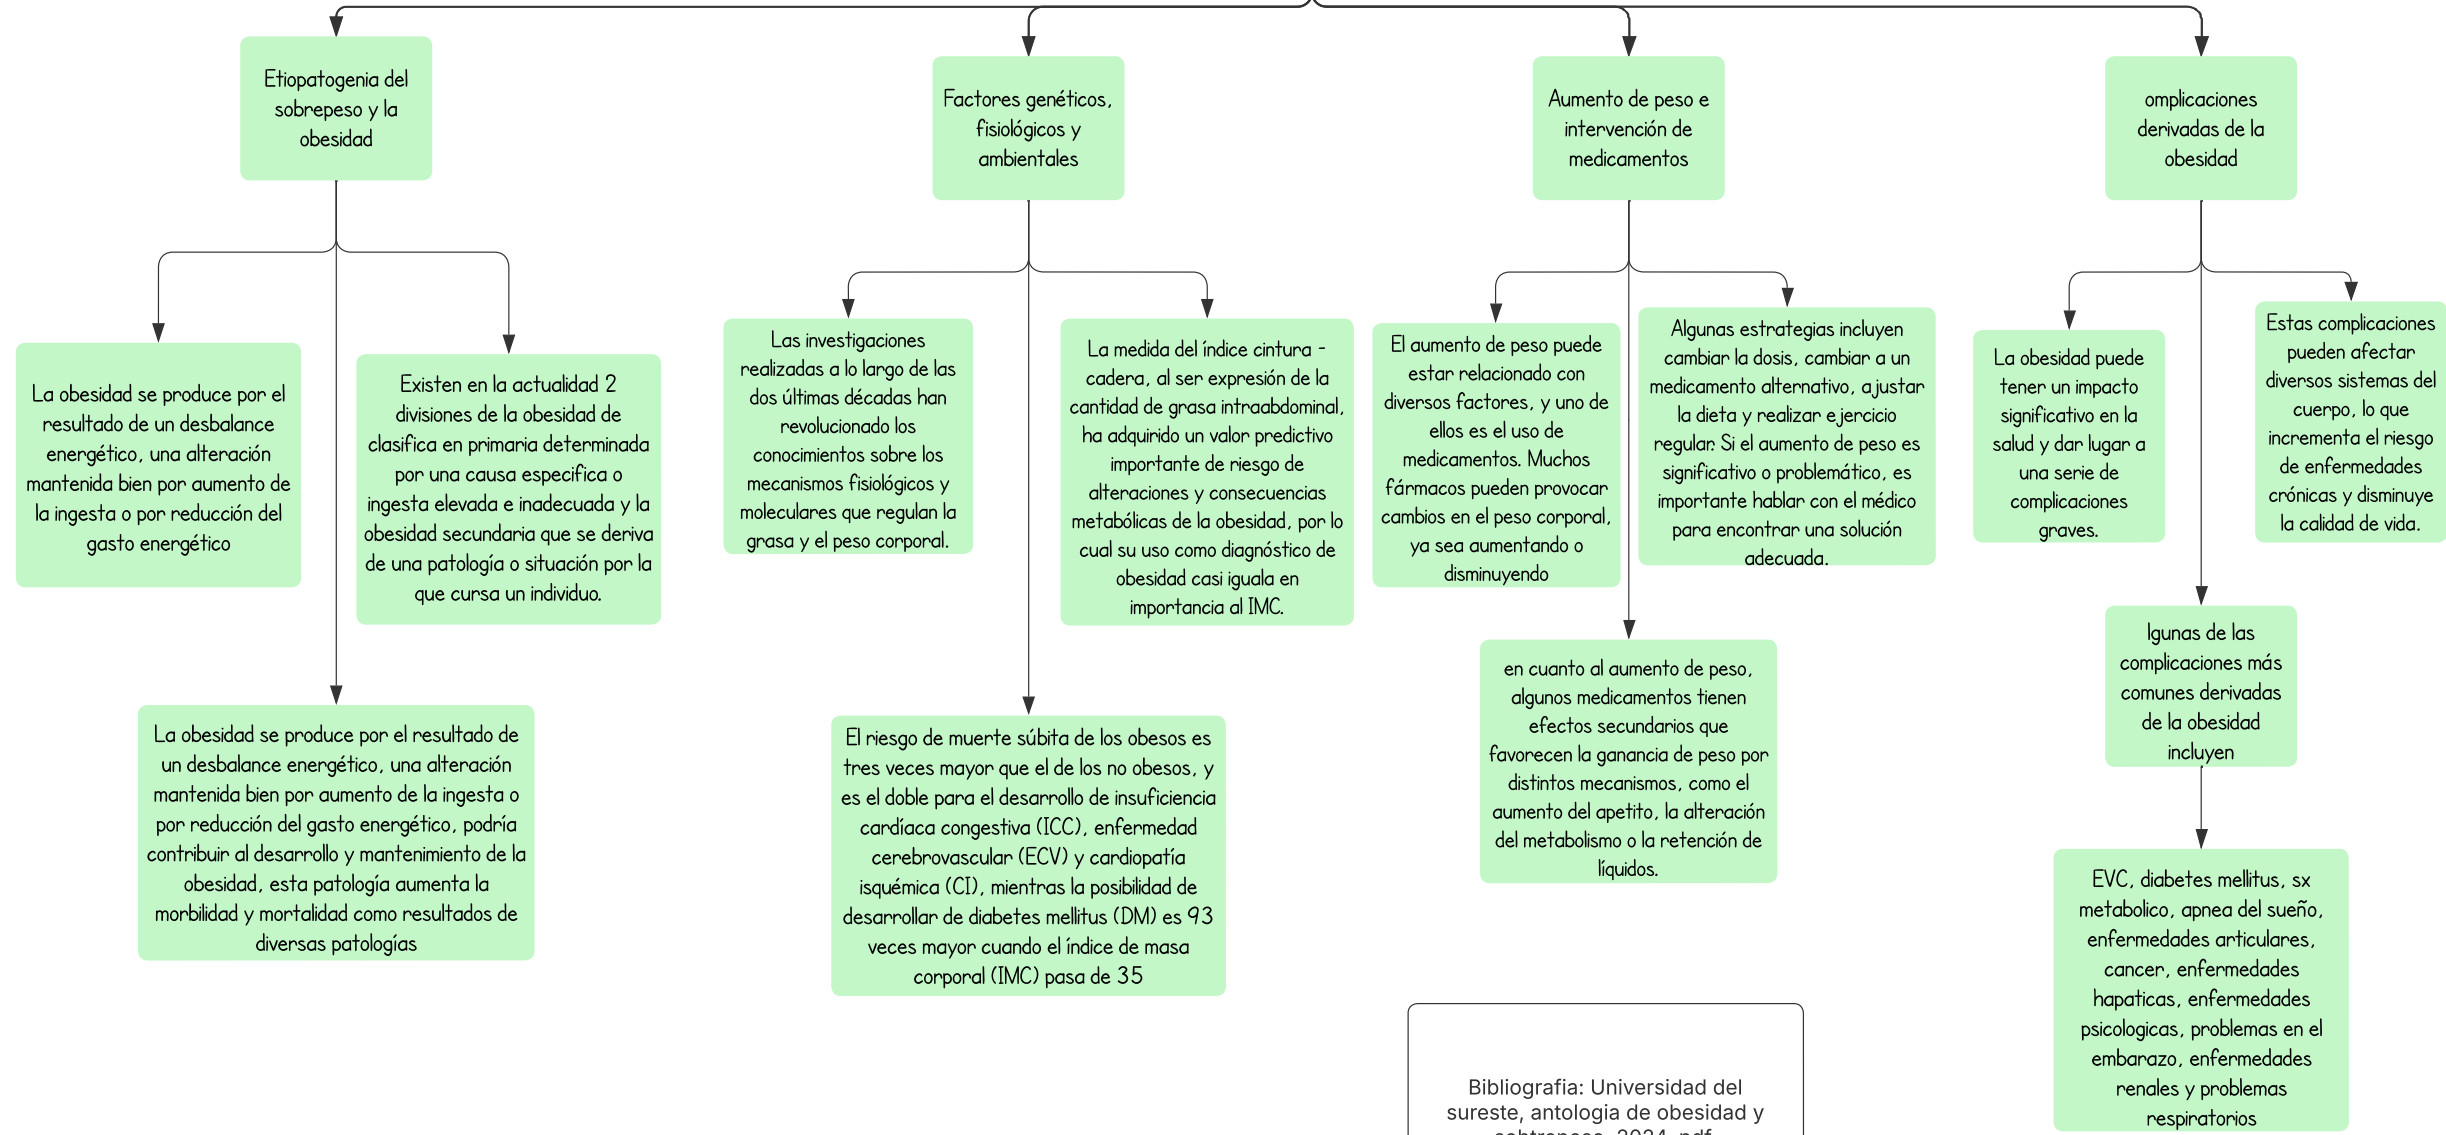 Etiopatogenia del
sobrepeso y la
obesidad
La obesidad se produce por el
resultado de un desbalance
energético, una alteración
mantenida bien por aumento de
la ingesta o por reducción del
gasto energético
Existen en la actualidad 2
divisiones de la obesidad de
clasifica en primaria determinada
por una causa especifica o
ingesta elevada e inadecuada y la
obesidad secundaria que se deriva
de una patología o situación por la
que cursa un individuo.
La obesidad se produce por el resultado de
un desbalance energético, una alteración
mantenida bien por aumento de la ingesta o
por reducción del gasto energético, podría
contribuir al desarrollo y mantenimiento de la
obesidad, esta patología aumenta la
morbilidad y mortalidad como resultados de
diversas patologías
Factores genéticos,
fisiológicos y
ambientales
Las investigaciones
realizadas a lo largo de las
dos últimas décadas han
revolucionado los
conocimientos sobre los
mecanismos fisiológicos y
moleculares que regulan la
grasa y el peso corporal.
La medida del índice cintura -
cadera, al ser expresión de la
cantidad de grasa intraabdominal,
ha adquirido un valor predictivo
importante de riesgo de
alteraciones y consecuencias
metabólicas de la obesidad, por lo
cual su uso como diagnóstico de
obesidad casi iguala en
importancia al IMC.
El riesgo de muerte súbita de los obesos es
tres veces mayor que el de los no obesos, y
es el doble para el desarrollo de insuficiencia
cardíaca congestiva (ICC), enfermedad
cerebrovascular (ECV) y cardiopatía
isquémica (CI), mientras la posibilidad de
desarrollar de diabetes mellitus (DM) es 93
veces mayor cuando el índice de masa
corporal (IMC) pasa de 35
Aumento de peso e
intervención de
medicamentos
El aumento de peso puede
estar relacionado con
diversos factores, y uno de
ellos es el uso de
medicamentos. Muchos
fármacos pueden provocar
cambios en el peso corporal,
ya sea aumentando o
disminuyendo
Algunas estrategias incluyen
cambiar la dosis, cambiar a un
medicamento alternativo, ajustar
la dieta y realizar ejercicio
regular. Si el aumento de peso es
significativo o problemático, es
importante hablar con el médico
para encontrar una solución
adecuada.
en cuanto al aumento de peso,
algunos medicamentos tienen
efectos secundarios que
favorecen la ganancia de peso por
distintos mecanismos, como el
aumento del apetito, la alteración
del metabolismo o la retención de
líquidos.
omplicaciones
derivadas de la
obesidad
La obesidad puede
tener un impacto
significativo en la
salud y dar lugar a
una serie de
complicaciones
graves.
Estas complicaciones
pueden afectar
diversos sistemas del
cuerpo, lo que
incrementa el riesgo
de enfermedades
crónicas y disminuye
la calidad de vida.
lgunas de las
complicaciones más
comunes derivadas
de la obesidad
incluyen
EVC, diabetes mellitus, sx
metabolico, apnea del sueño,
enfermedades articulares,
cancer, enfermedades
hapaticas, enfermedades
psicologicas, problemas en el
embarazo, enfermedades
renales y problemas
respiratorios
Bibliografia: Universidad del
sureste, antologia de obesidad y